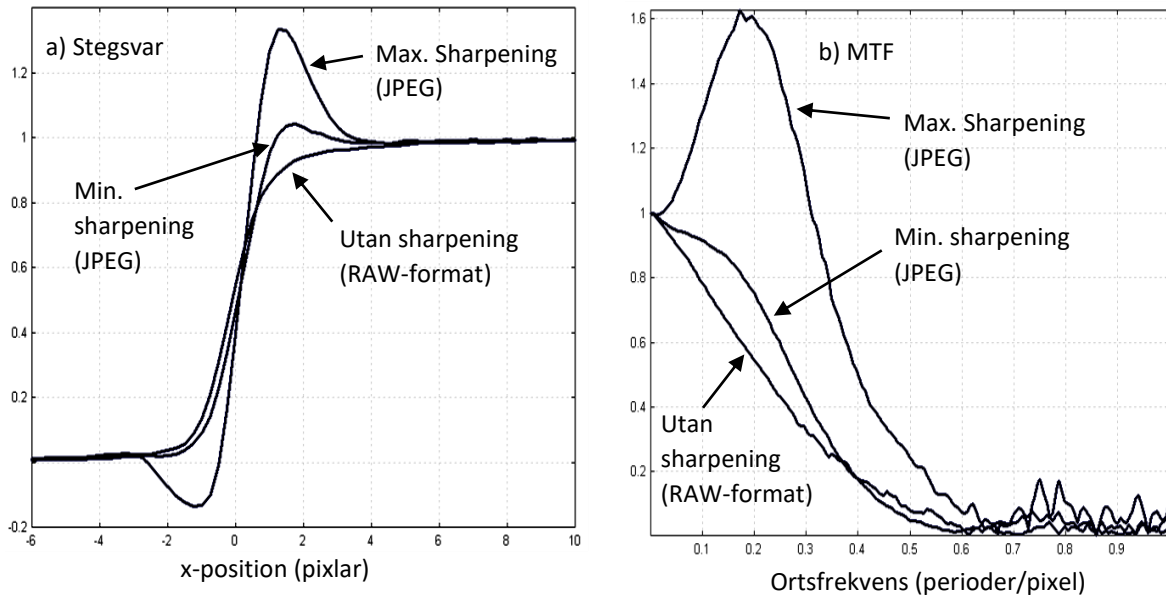 a) Stegsvar
Max. Sharpening
(JPEG)
Min.
sharpening
(JPEG)
Utan sharpening
(RAW-format)
1.2
1
0.8
0.6
0.4
0.2
-0.2
-6
-4
-2
0
2
4
6
8
10
x-position (pixlar)
b) MTF
Max. Sharpening
(JPEG)
Min. sharpening
(JPEG)
Utan
sharpening
(RAW-format)
1.6
1.4
1.2
1
0.8
0.6
0.4
0.2
0.1 0.2 0.3 0.4 0.5 0.6 0.7 0.8 0.9
Ortsfrekvens (perioder/pixel)